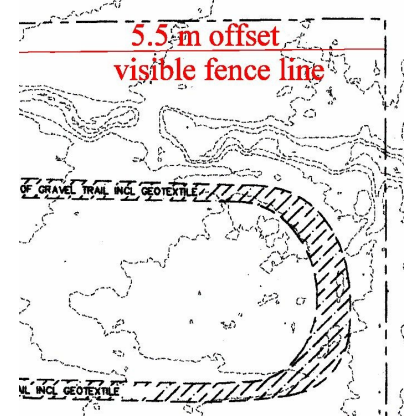 5.5 m offset
visible fence line
OF GRAVEL TRAIL INCL GEOTEXTILE
IL INCL GEOTEXTILE